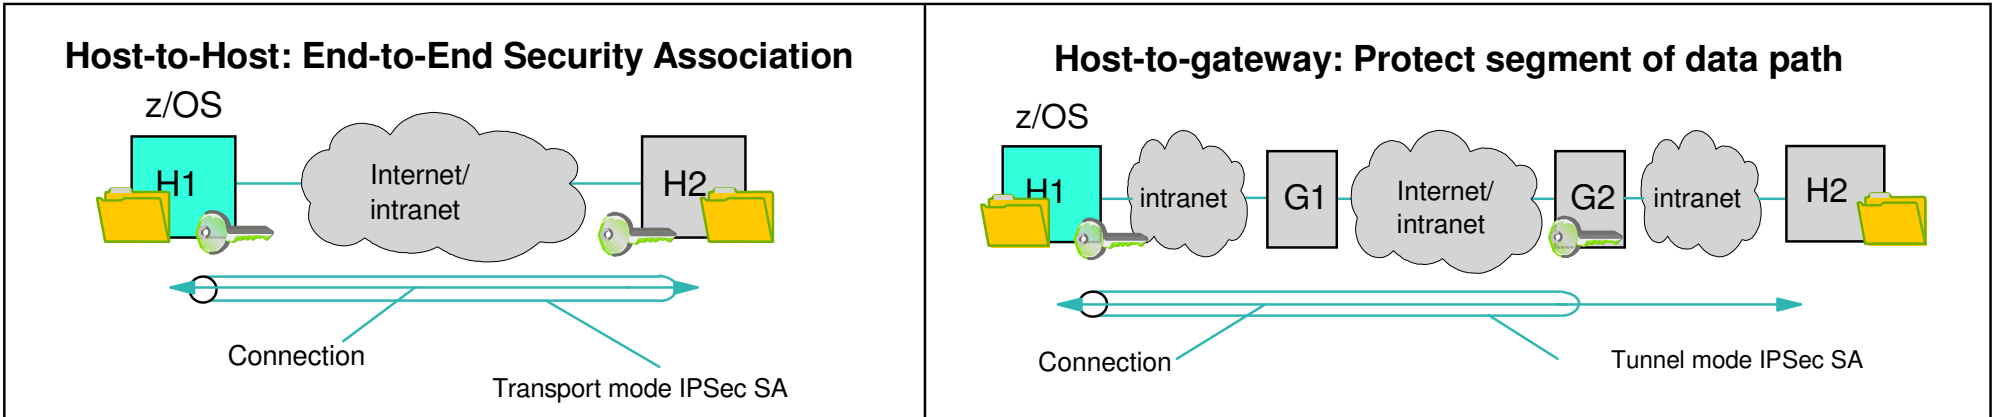 Host-to-Host: End-to-End Security Association
z/OS
H1
Internet/
intranet
H2
Connection
Transport mode IPSec SA
Host-to-gateway: Protect segment of data path
z/OS
H1
intranet
G1
Internet/
intranet
G2
intranet
H2
Connection
Tunnel mode IPSec SA